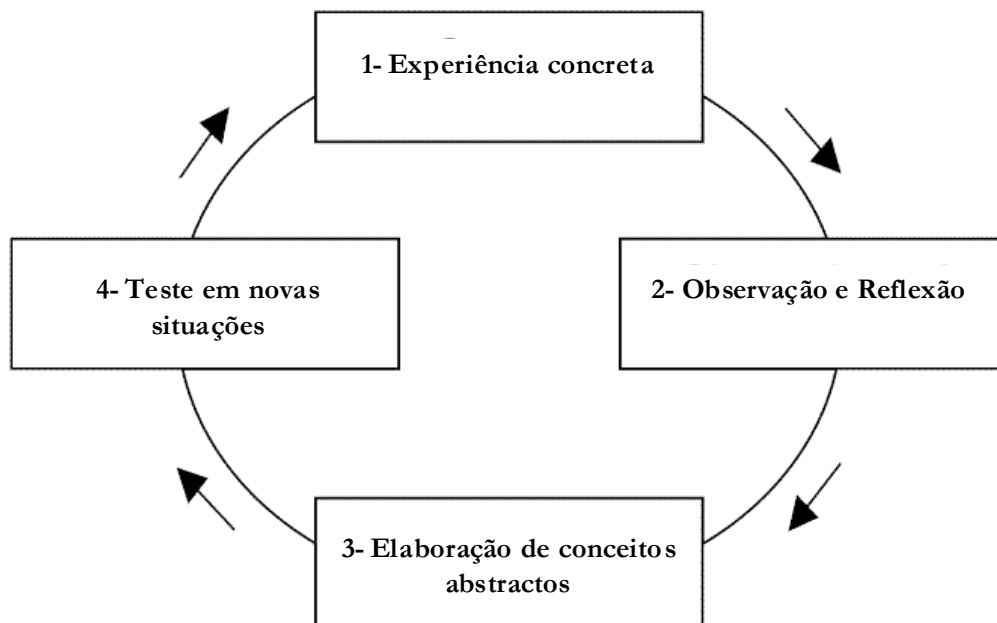 1- Experiência concreta
2- Observação e Reflexão
3- Elaboração de conceitos
abstractos
4- Teste em novas
situações